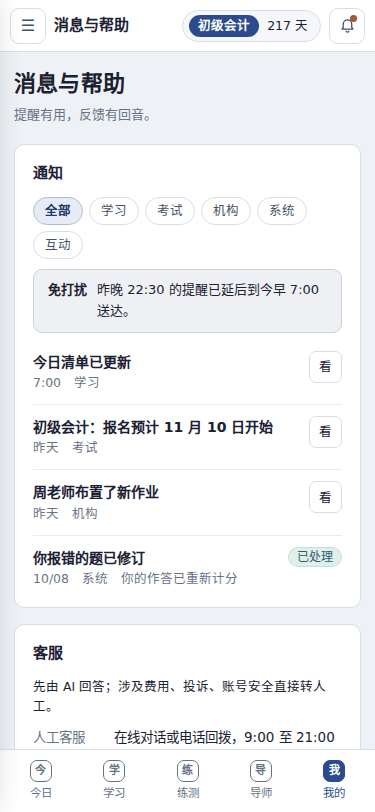 ☰ 消息与帮助 初级会计 217 天
消息与帮助
提醒有用，反馈有回音。
通知
全部 学习 考试 机构 系统
互动
免打扰 昨晚 22:30 的提醒已延后到今早 7:00
送达。
今日清单已更新 看
7:00 学习
初级会计：报名预计 11 月 10 日开始 看
昨天 考试
周老师布置了新作业 看
昨天 机构
你报错的题已修订 已处理
10/08 系统 你的作答已重新计分
客服
先由 AI 回答；涉及费用、投诉、账号安全直接转人
工。
人工客服 在线对话或电话回拨，9:00 至 21:00
今 学 练 导 我
今日 学习 练测 导师 我的